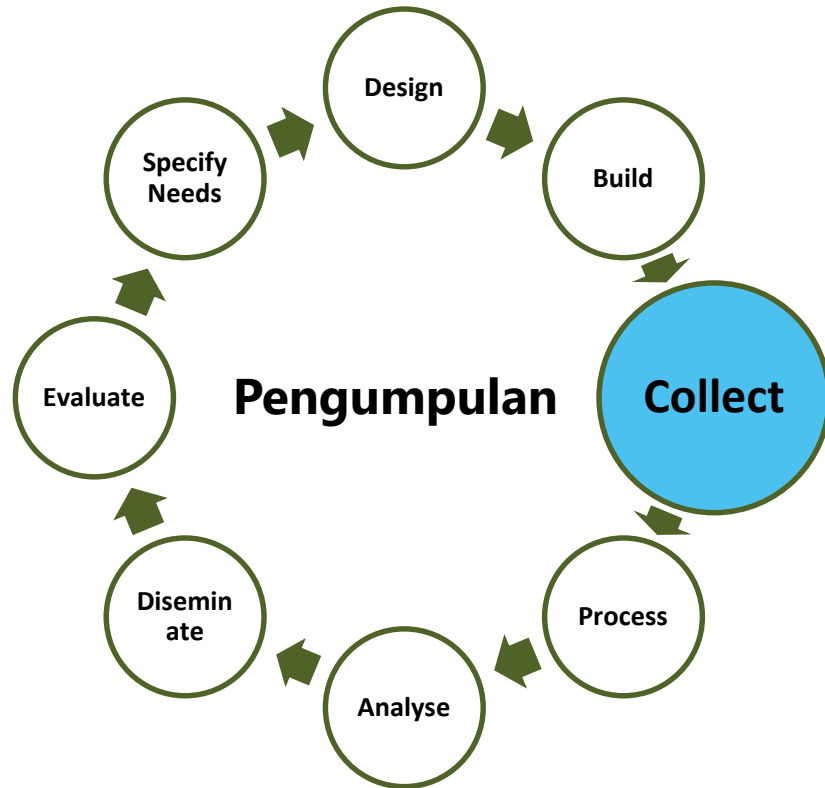 Design
Specify
Needs
Build
Evaluate
Pengumpulan
Collect
Disemin
ate
Process
Analyse